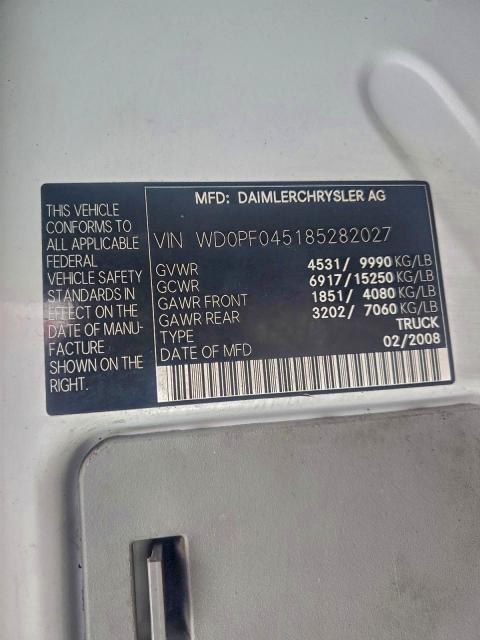 MFD: DAIMLERCHRYSLER AG
THIS VEHICLE
CONFORMS TO
ALL APPLICABLE
FEDERAL
VEHICLE SAFETY
STANDARDS IN
EFFECT ON THE
DATE OF MANU-
FACTURE
SHOWN ON THE
RIGHT.
VIN WD0PF045185282027
GVWR 4531/ 9990 KG/LB
GCWR 6917/15250 KG/LB
GAWR FRONT 1851/ 4080 KG/LB
GAWR REAR 3202/ 7060 KG/LB
TYPE TRUCK
DATE OF MFD 02/2008